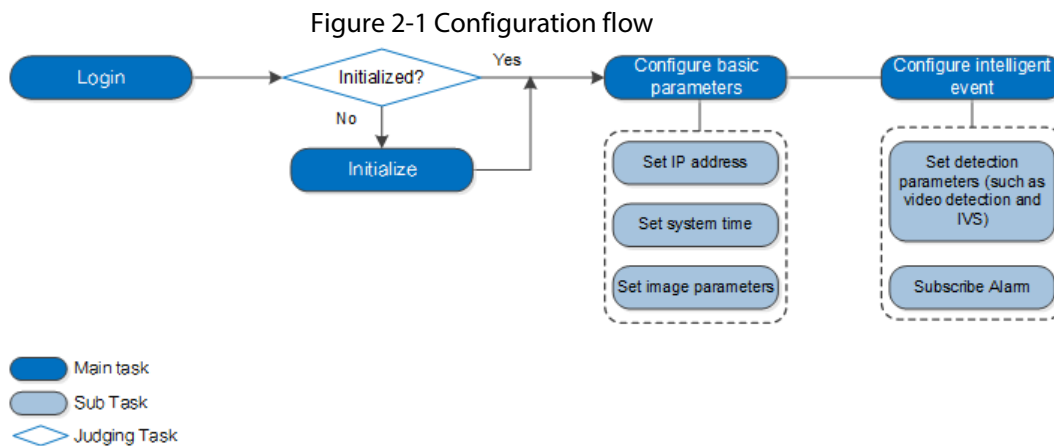 Figure 2-1 Configuration flow
Login
Initialized?
Yes
No
Initialize
Configure basic
parameters
Set IP address
Set system time
Set image parameters
Configure intelligent
event
Set detection
parameters (such as
video detection and
IVS)
Subscribe Alarm
Main task
Sub Task
Judging Task